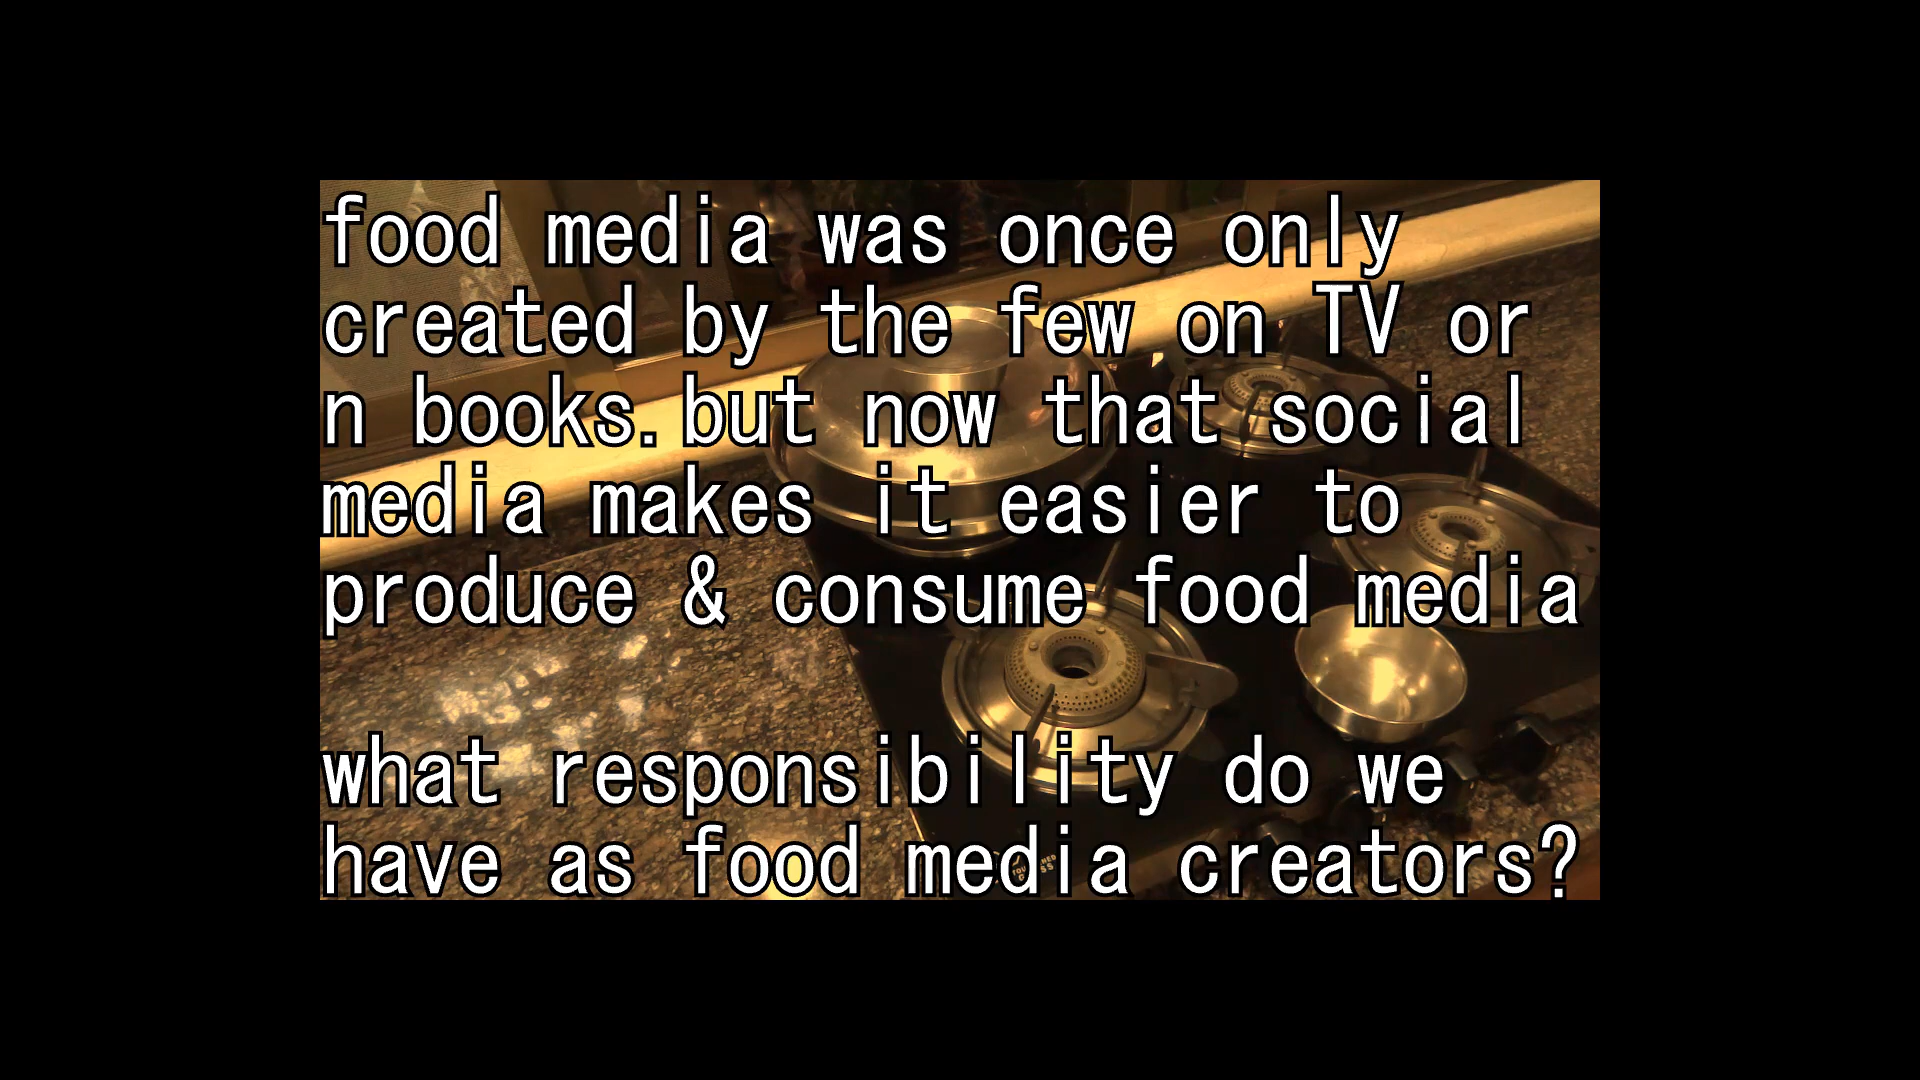 food media was once only
created by the few on TV or
n books.but now that social
media makes it easier to
produce & consume food media
what responsibility do we
have as food media creators?